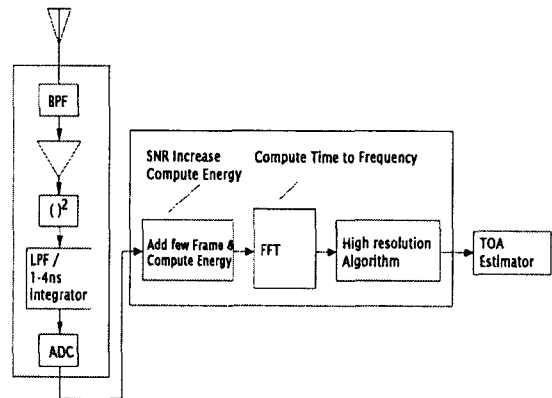 BPF
( )²
LPF /
1-4ns
Integrator
ADC
SNR Increase
Compute Energy
Compute Time to Frequency
Add few Frame &
Compute Energy
FFT
High resolution
Algorithm
TOA
Estimator